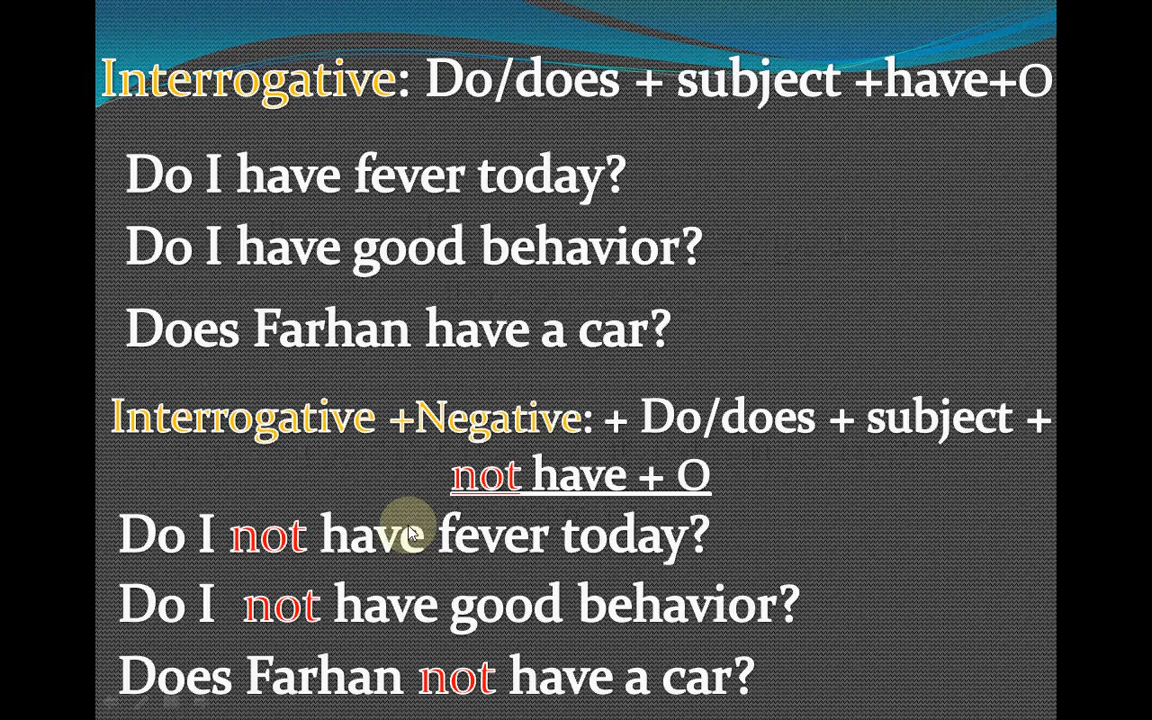 Interrogative: Do/does + subject +have+O
Do I have fever today?
Do I have good behavior?
Does Farhan have a car?
Interrogative +Negative: + Do/does + subject +
not have + O
Do I not have fever today?
Do I not have good behavior?
Does Farhan not have a car?